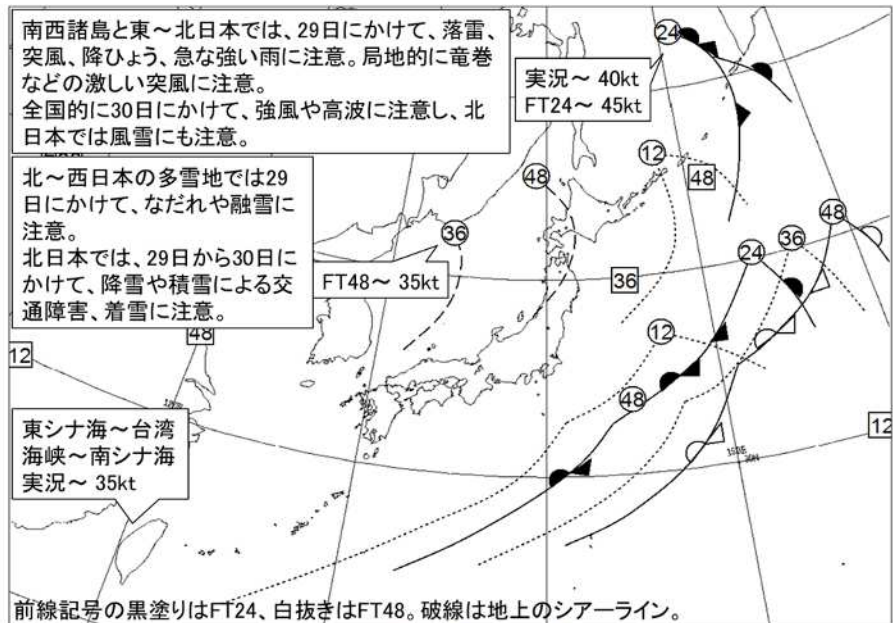 南西諸島と東～北日本では、29日にかけて、落雷、
突風、降ひょう、急な強い雨に注意。局地的に竜巻
などの激しい突風に注意。
全国的に30日にかけて、強風や高波に注意し、北
日本では風雪にも注意。
24
実況～ 40kt
FT24～ 45kt
北～西日本の多雪地では29
日にかけて、なだれや融雪に
注意。
北日本では、29日から30日に
かけて、降雪や積雪による交
通障害、着雪に注意。
12
48
48
48
36
24
36
36
FT48～ 35kt
48
12
12
48
12
東シナ海～台湾
海峡～南シナ海
実況～ 35kt
前線記号の黒塗りはFT24、白抜きはFT48。破線は地上のシアーライン。